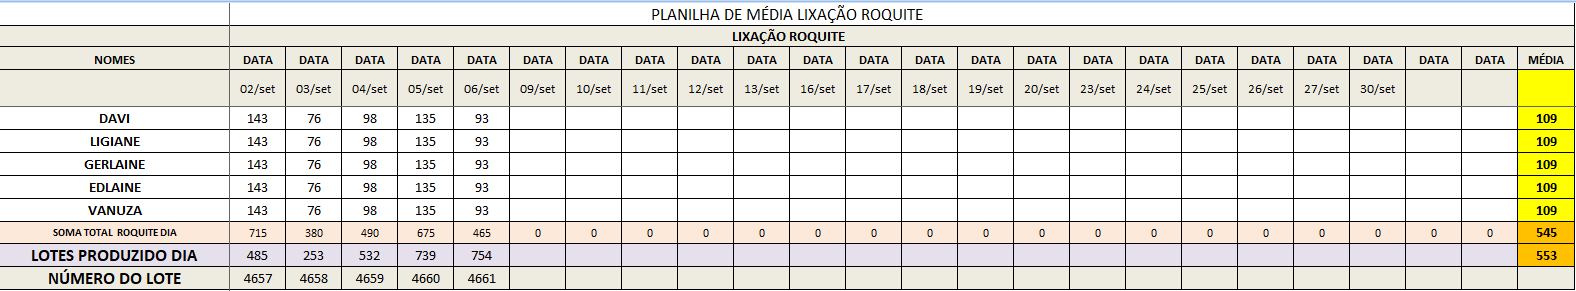 PLANILHA DE MÉDIA LIXAÇÃO ROQUITE
LIXAÇÃO ROQUITE
NOMES DATA DATA DATA DATA DATA DATA DATA DATA DATA DATA DATA DATA DATA DATA DATA DATA DATA DATA DATA DATA DATA DATA DATA MÉDIA
02/set 03/set 04/set 05/set 06/set 09/set 10/set 11/set 12/set 13/set 16/set 17/set 18/set 19/set 20/set 23/set 24/set 25/set 26/set 27/set 30/set
DAVI 143 76 98 135 93 109
LIGIANE 143 76 98 135 93 109
GERLAINE 143 76 98 135 93 109
EDLAINE 143 76 98 135 93 109
VANUZA 143 76 98 135 93 109
SOMA TOTAL ROQUITE DIA 715 380 490 675 465 0 0 0 0 0 0 0 0 0 0 0 0 0 0 0 0 0 0 545
LOTES PRODUZIDO DIA 485 253 532 739 754 553
NÚMERO DO LOTE 4657 4658 4659 4660 4661